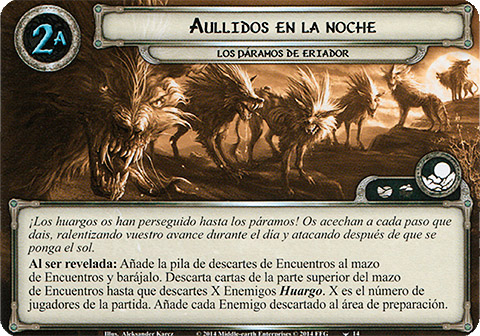 2A
AULLIDOS EN LA NOCHE
LOS PÁRAMOS DE ERIADOR
¡Los huargos os han perseguido hasta los páramos! Os acechan a cada paso que
dais, ralentizando vuestro avance durante el día y atacando después de que se
ponga el sol.
Al ser revelada: Añade la pila de descartes de Encuentros al mazo
de Encuentros y barájalo. Descarta cartas de la parte superior del mazo
de Encuentros hasta que descartes X Enemigos Huargo. X es el número de
jugadores de la partida. Añade cada Enemigo descartado al área de preparación.
Illus. Aleksander Karcz © 2014 Middle-earth Enterprises © 2014 FFG 14